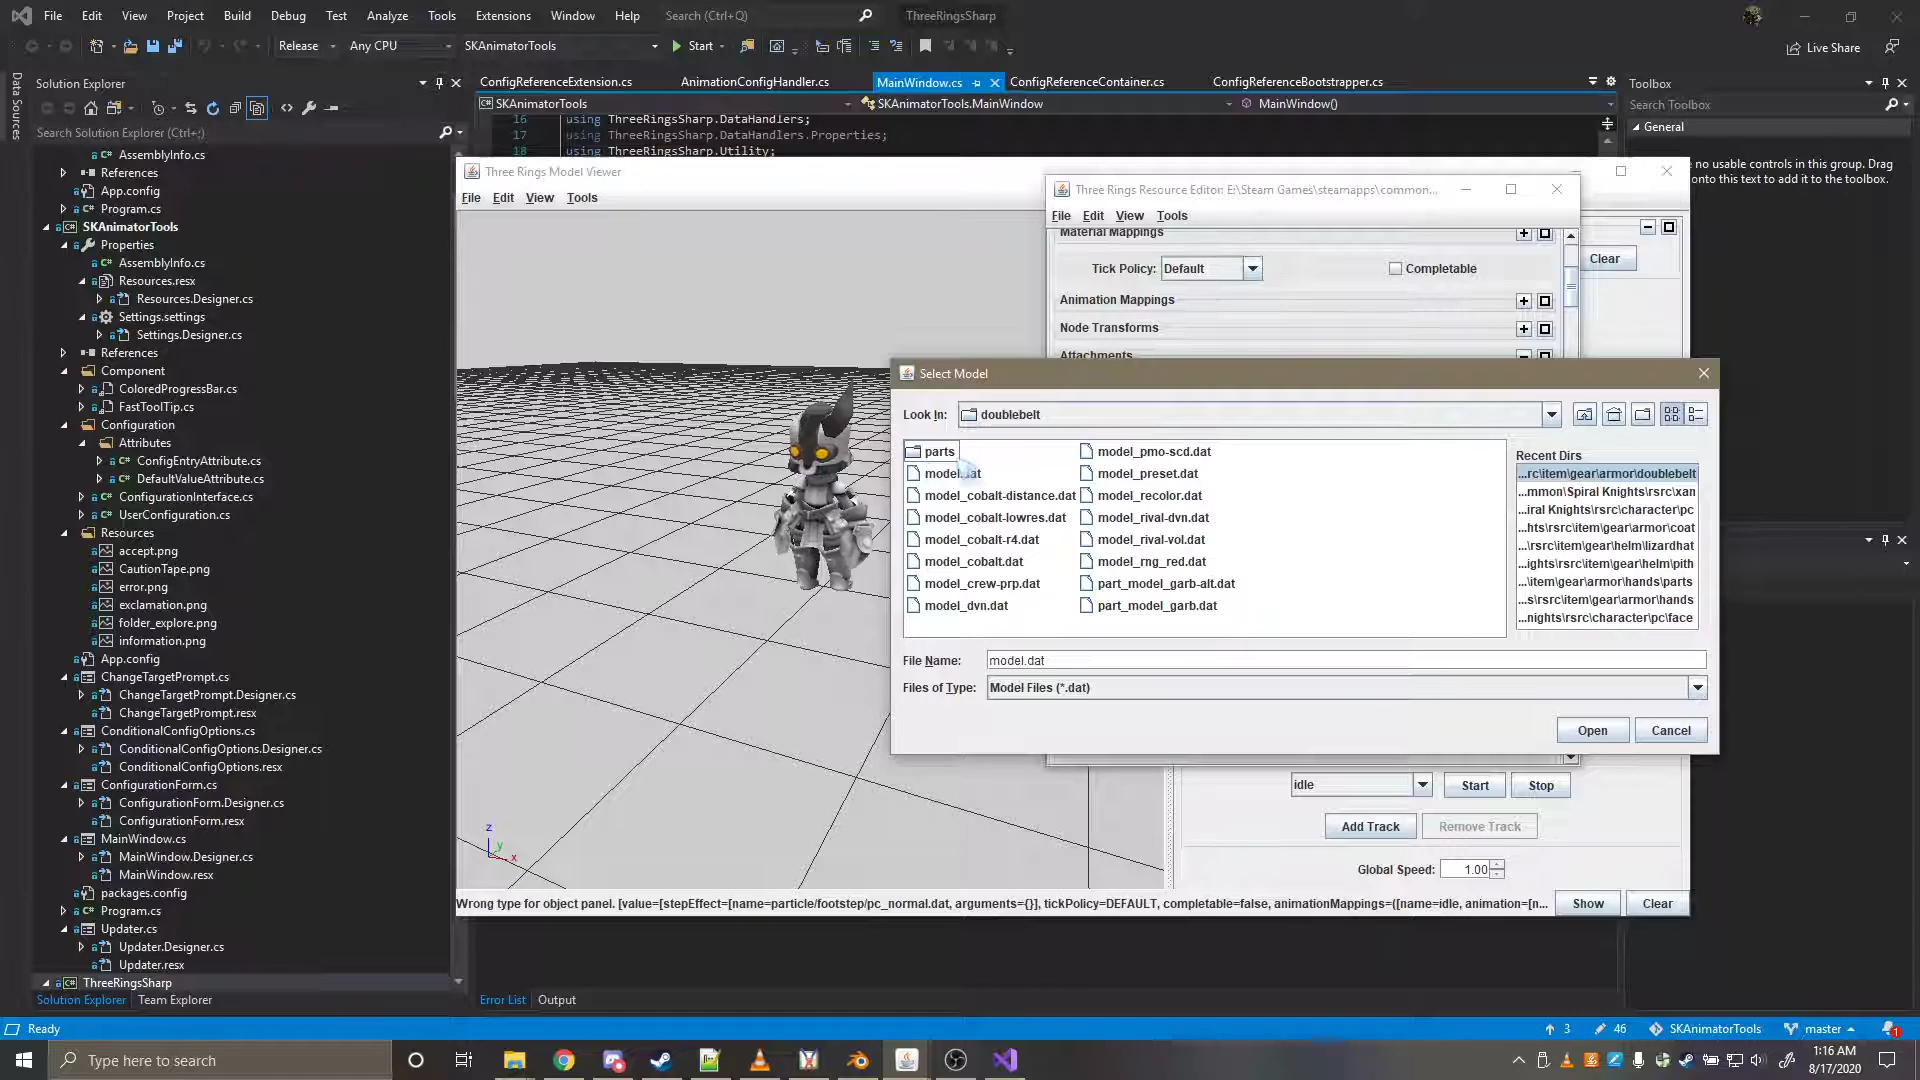 File Edit View Project Build Debug Test Analyze Tools Extensions Window Help Search (Ctrl+Q) ThreeRingsSharp
Release Any CPU SKAnimatorTools Start Live Share
Data Sources
Solution Explorer
Search Solution Explorer (Ctrl+;)
AssemblyInfo.cs
References
App.config
Program.cs
SKAnimatorTools
Properties
AssemblyInfo.cs
Resources.resx
Resources.Designer.cs
Settings.settings
Settings.Designer.cs
References
Component
ColoredProgressBar.cs
FastToolTip.cs
Configuration
Attributes
ConfigEntryAttribute.cs
DefaultValueAttribute.cs
ConfigurationInterface.cs
UserConfiguration.cs
Resources
accept.png
CautionTape.png
error.png
exclamation.png
folder_explore.png
information.png
App.config
ChangeTargetPrompt.cs
ChangeTargetPrompt.Designer.cs
ChangeTargetPrompt.resx
ConditionalConfigOptions.cs
ConditionalConfigOptions.Designer.cs
ConditionalConfigOptions.resx
ConfigurationForm.cs
ConfigurationForm.Designer.cs
ConfigurationForm.resx
MainWindow.cs
MainWindow.Designer.cs
MainWindow.resx
packages.config
Program.cs
Updater.cs
Updater.Designer.cs
Updater.resx
ThreeRingsSharp
Solution Explorer Team Explorer
ConfigReferenceExtension.cs AnimationConfigHandler.cs MainWindow.cs ConfigReferenceContainer.cs ConfigReferenceBootstrapper.cs
SKAnimatorTools SKAnimatorTools.MainWindow MainWindow()
16 using ThreeRingsSharp.DataHandlers;
17 using ThreeRingsSharp.DataHandlers.Properties;
18 using ThreeRingsSharp.Utility;
Toolbox
Search Toolbox
General
no usable controls in this group. Drag
onto this text to add it to the toolbox.
Three Rings Model Viewer
File Edit View Tools
Clear
Three Rings Resource Editor: E:\Steam Games\steamapps\common...
File Edit View Tools
Material Mappings
Tick Policy: Default Completable
Animation Mappings
Node Transforms
Attachments
Select Model
Look In: doublebelt
parts
model.dat
model_cobalt-distance.dat
model_cobalt-lowres.dat
model_cobalt-r4.dat
model_cobalt.dat
model_crew-prp.dat
model_dvn.dat
model_pmo-scd.dat
model_preset.dat
model_recolor.dat
model_rival-dvn.dat
model_rival-vol.dat
model_rng_red.dat
part_model_garb-alt.dat
part_model_garb.dat
Recent Dirs
...rc\item\gear\armor\doublebelt
...mmon\Spiral Knights\rsrc\xan
...iral Knights\rsrc\character\pc
...hts\rsrc\item\gear\armor\coat
...\rsrc\item\gear\helm\lizardhat
...ights\rsrc\item\gear\helm\pith
...\item\gear\armor\hands\parts
...s\rsrc\item\gear\armor\hands
...nights\rsrc\character\pc\face
File Name: model.dat
Files of Type: Model Files (*.dat)
Open Cancel
idle Start Stop
Add Track Remove Track
Global Speed: 1.00
z
y
x
Wrong type for object panel. [value=[stepEffect=[name=particle/footstep/pc_normal.dat, arguments={}], tickPolicy=DEFAULT, completable=false, animationMappings=([name=idle, animation=[n... Show Clear
Error List Output
Ready 3 46 SKAnimatorTools master 1
Type here to search 1:16 AM
8/17/2020